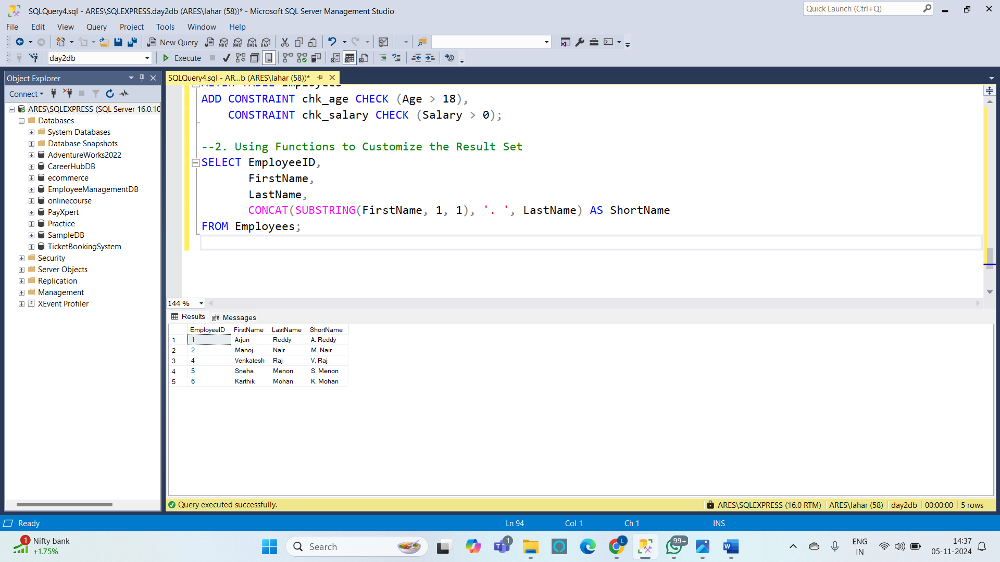 SQLQuery4.sql - ARES\SQLEXPRESS.day2db (ARES\lahar (58))* - Microsoft SQL Server Management Studio
Quick Launch (Ctrl+Q)
File Edit View Query Project Tools Window Help
New Query MDX DMX XMLA DAX
day2db Execute
Object Explorer
SQLQuery4.sql - AR...b (ARES\lahar (58))*
Connect
ARES\SQLEXPRESS (SQL Server 16.0.10
Databases
System Databases
Database Snapshots
AdventureWorks2022
CareerHubDB
ecommerce
EmployeeManagementDB
onlinecourse
PayXpert
Practice
SampleDB
TicketBookingSystem
Security
Server Objects
Replication
Management
XEvent Profiler
ALTER TABLE Employees
ADD CONSTRAINT chk_age CHECK (Age > 18),
CONSTRAINT chk_salary CHECK (Salary > 0);
--2. Using Functions to Customize the Result Set
SELECT EmployeeID,
FirstName,
LastName,
CONCAT(SUBSTRING(FirstName, 1, 1), '. ', LastName) AS ShortName
FROM Employees;
144 %
Results Messages
EmployeeID FirstName LastName ShortName
1 1 Arjun Reddy A. Reddy
2 2 Manoj Nair M. Nair
3 4 Venkatesh Raj V. Raj
4 5 Sneha Menon S. Menon
5 6 Karthik Mohan K. Mohan
Query executed successfully. ARES\SQLEXPRESS (16.0 RTM) ARES\lahar (58) day2db 00:00:00 5 rows
Ready Ln 94 Col 1 Ch 1 INS
1 Nifty bank
+1.75%
Search
1
L
99+
ENG
IN
14:37
05-11-2024